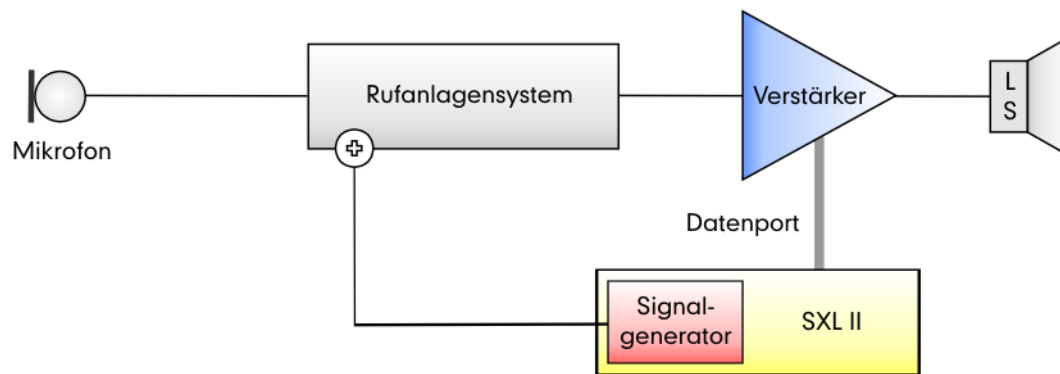 Mikrofon
Rufanlagensystem
Verstärker
L
S
Datenport
Signal-
generator
SXL II